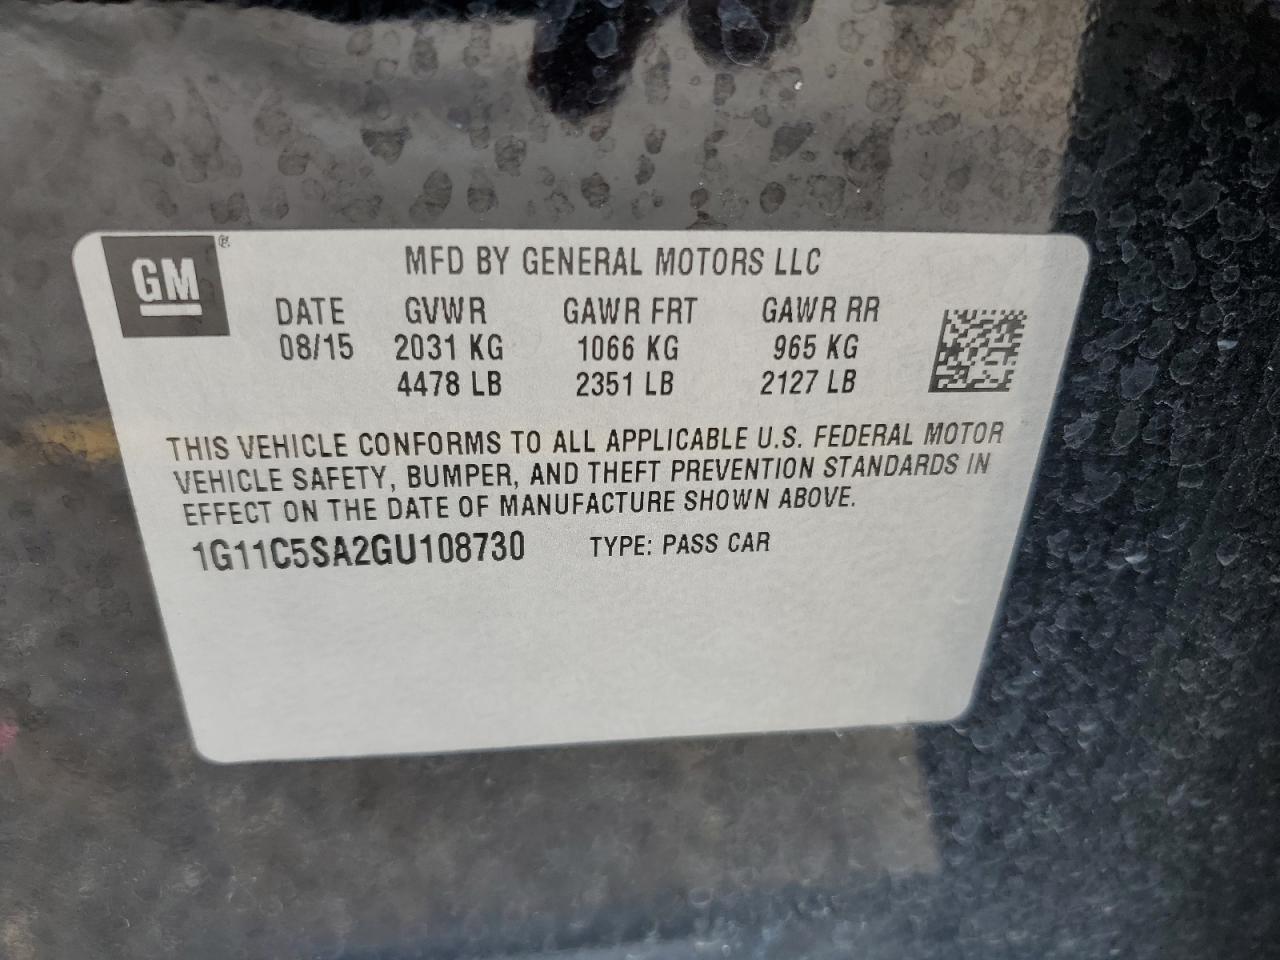 GM®
MFD BY GENERAL MOTORS LLC
DATE GVWR GAWR FRT GAWR RR
08/15 2031 KG 1066 KG 965 KG
4478 LB 2351 LB 2127 LB
THIS VEHICLE CONFORMS TO ALL APPLICABLE U.S. FEDERAL MOTOR
VEHICLE SAFETY, BUMPER, AND THEFT PREVENTION STANDARDS IN
EFFECT ON THE DATE OF MANUFACTURE SHOWN ABOVE.
1G11C5SA2GU108730 TYPE: PASS CAR